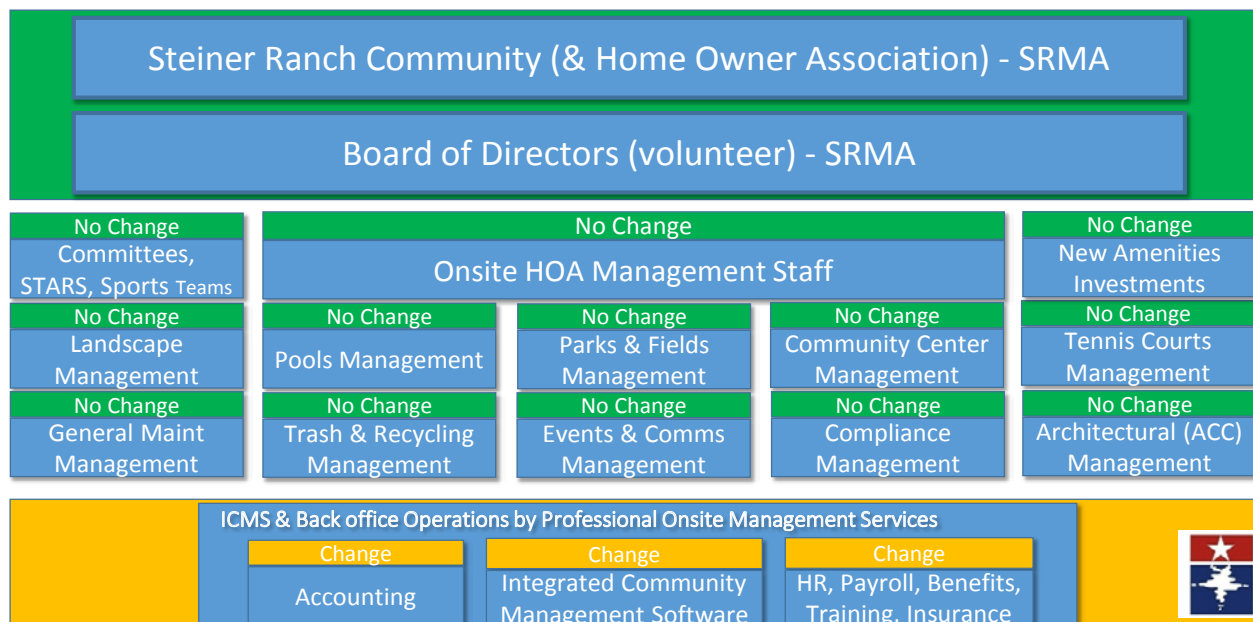 Steiner Ranch Community (& Home Owner Association) - SRMA
Board of Directors (volunteer) - SRMA
No Change
Committees,
STARS, Sports Teams
No Change
Onsite HOA Management Staff
No Change
New Amenities
Investments
No Change
Landscape
Management
No Change
Pools Management
No Change
Parks & Fields
Management
No Change
Community Center
Management
No Change
Tennis Courts
Management
No Change
General Maint
Management
No Change
Trash & Recycling
Management
No Change
Events & Comms
Management
No Change
Compliance
Management
No Change
Architectural (ACC)
Management
ICMS & Back office Operations by Professional Onsite Management Services
Change
Accounting
Change
Integrated Community
Management Software
Change
HR, Payroll, Benefits,
Training, Insurance